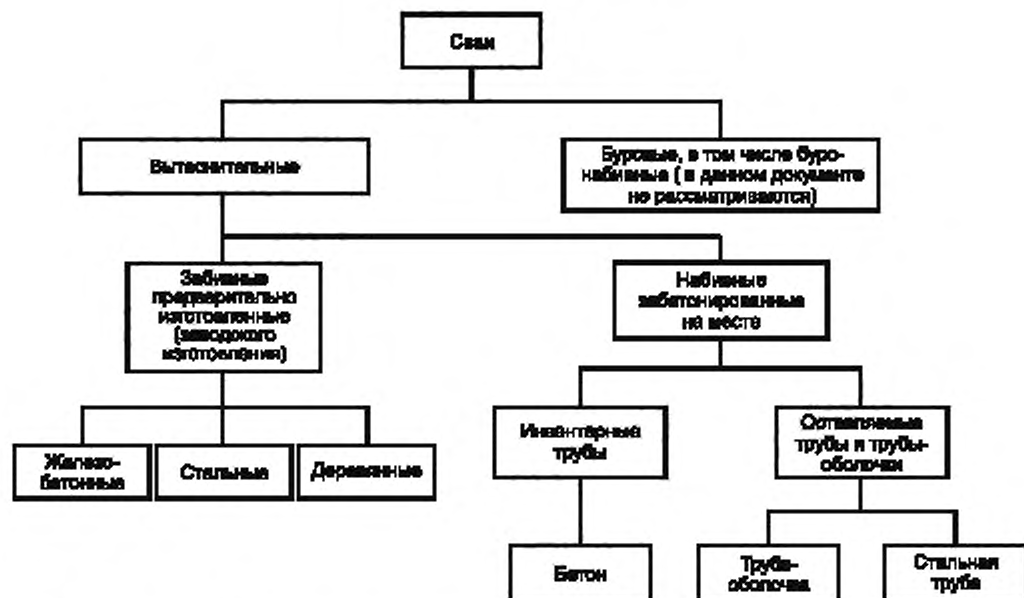 Сваи
Вытеснительные
Буровые, в том числе буро-
набивные ( в данном документе
не рассматриваются)
Забивные
предварительно
изготовленные
(заводского
изготовления)
Набивные
забетонированные
на месте
Железо-
бетонные
Стальные
Деревянные
Инвентарные
трубы
Оставляемые
трубы и трубы-
оболочки
Бетон
Труба-
оболочка
Стальная
труба